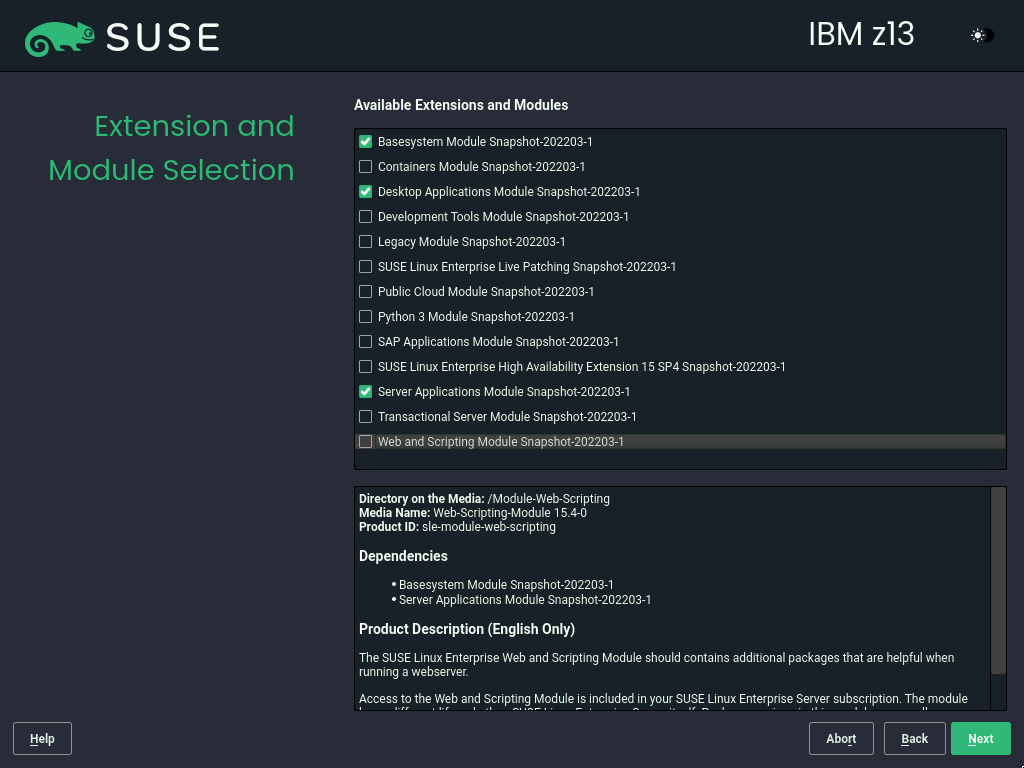 SUSE
IBM z13
Extension and
Module Selection
Available Extensions and Modules
Basesystem Module Snapshot-202203-1
Containers Module Snapshot-202203-1
Desktop Applications Module Snapshot-202203-1
Development Tools Module Snapshot-202203-1
Legacy Module Snapshot-202203-1
SUSE Linux Enterprise Live Patching Snapshot-202203-1
Public Cloud Module Snapshot-202203-1
Python 3 Module Snapshot-202203-1
SAP Applications Module Snapshot-202203-1
SUSE Linux Enterprise High Availability Extension 15 SP4 Snapshot-202203-1
Server Applications Module Snapshot-202203-1
Transactional Server Module Snapshot-202203-1
Web and Scripting Module Snapshot-202203-1
Directory on the Media: /Module-Web-Scripting
Media Name: Web-Scripting-Module 15.4-0
Product ID: sle-module-web-scripting
Dependencies
• Basesystem Module Snapshot-202203-1
• Server Applications Module Snapshot-202203-1
Product Description (English Only)
The SUSE Linux Enterprise Web and Scripting Module should contains additional packages that are helpful when
running a webserver.
Access to the Web and Scripting Module is included in your SUSE Linux Enterprise Server subscription. The module
Help
Abort
Back
Next